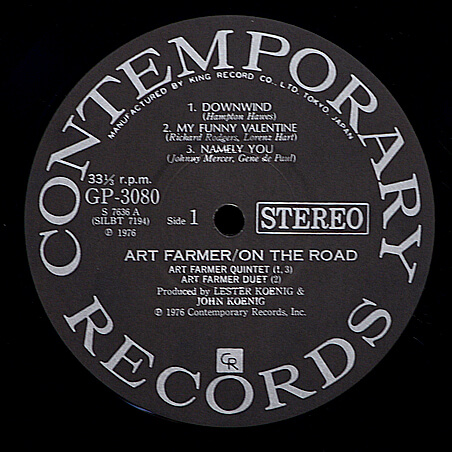 CONTEMPORARY
MANUFACTURED BY KING RECORD CO., LTD. TOKYO, JAPAN
1. DOWNWIND
(Hampton Hawes)
2. MY FUNNY VALENTINE
(Richard Rodgers, Lorenz Hart)
3. NAMELY YOU
(Johnny Mercer, Gene de Paul)
33⅓ r.p.m.
GP-3080
S 7636 A
(SILBT 7194)
Ⓟ 1976
Side 1
STEREO
ART FARMER/ON THE ROAD
ART FARMER QUINTET (1, 3)
ART FARMER DUET (2)
Produced by LESTER KOENIG &
JOHN KOENIG
Ⓟ 1976 Contemporary Records, Inc.
CR
RECORDS